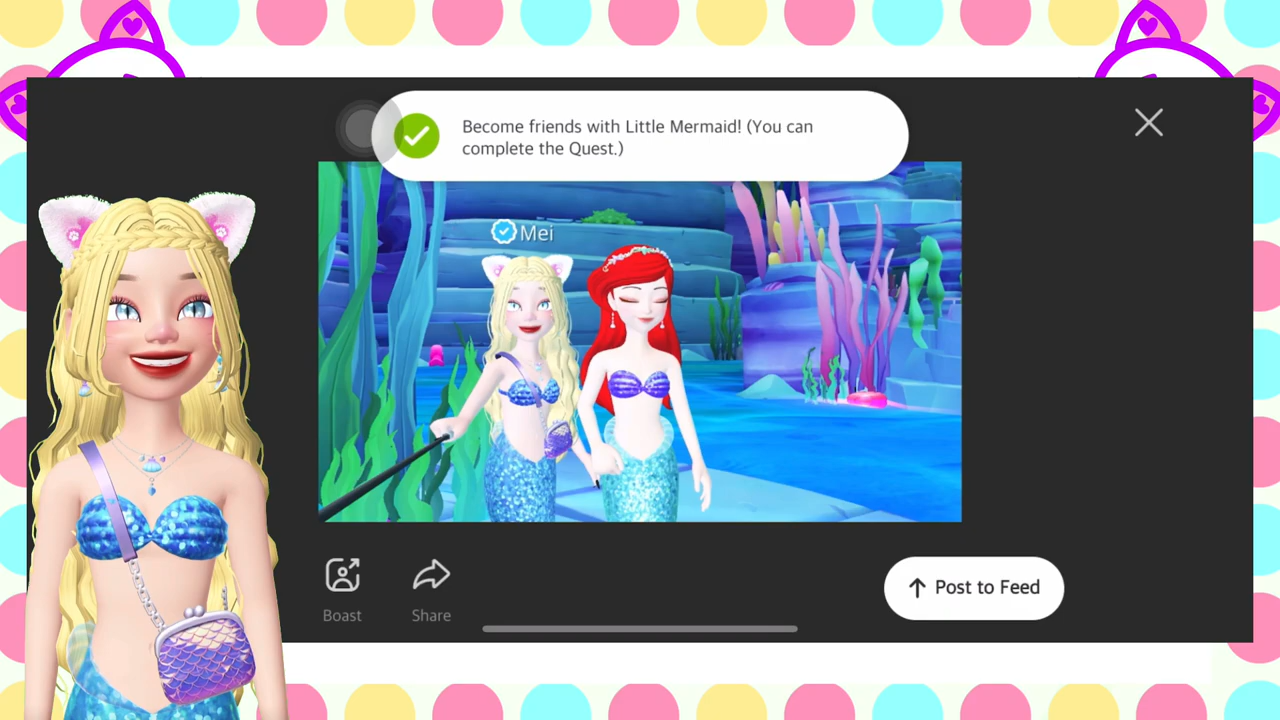 Become friends with Little Mermaid! (You can
complete the Quest.)
Mei
Boast
Share
Post to Feed